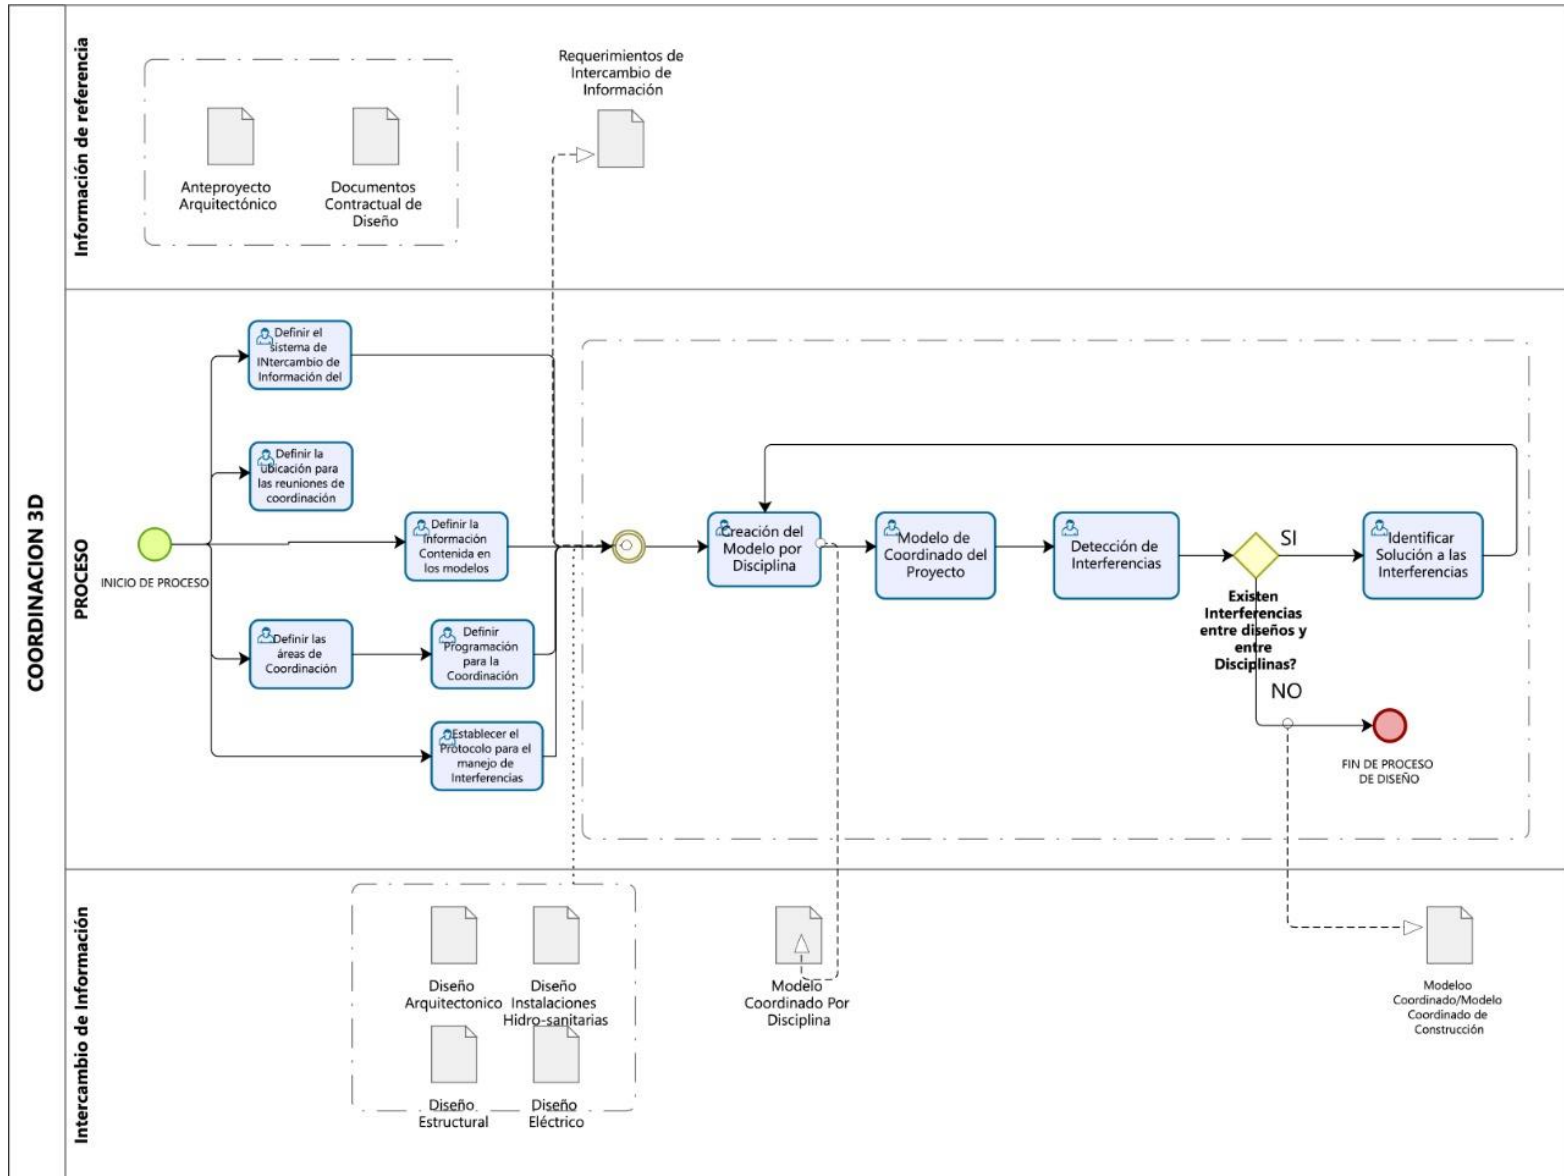 COORDINACION 3D
Información de referencia
Anteproyecto
Arquitectónico
Documentos
Contractual de
Diseño
Requerimientos de
Intercambio de
Información
PROCESO
INICIO DE PROCESO
Definir el
sistema de
INtercambio de
Información del
Definir la
ubicación para
las reuniones de
coordinación
Definir la
Información
Contenida en
los modelos
Definir las
áreas de
Coordinación
Definir
Programación
para la
Coordinación
Establecer el
Protocolo para el
manejo de
Interferencias
Creación del
Modelo por
Disciplina
Modelo de
Coordinado del
Proyecto
Detección de
Interferencias
SI
Existen
Interferencias
entre diseños y
entre
Disciplinas?
NO
Identificar
Solución a las
Interferencias
FIN DE PROCESO
DE DISEÑO
Intercambio de Información
Diseño
Arquitectonico
Diseño
Instalaciones
Hidro-sanitarias
Diseño
Estructural
Diseño
Eléctrico
Modelo
Coordinado Por
Disciplina
Modeloo
Coordinado/Modelo
Coordinado de
Construcción